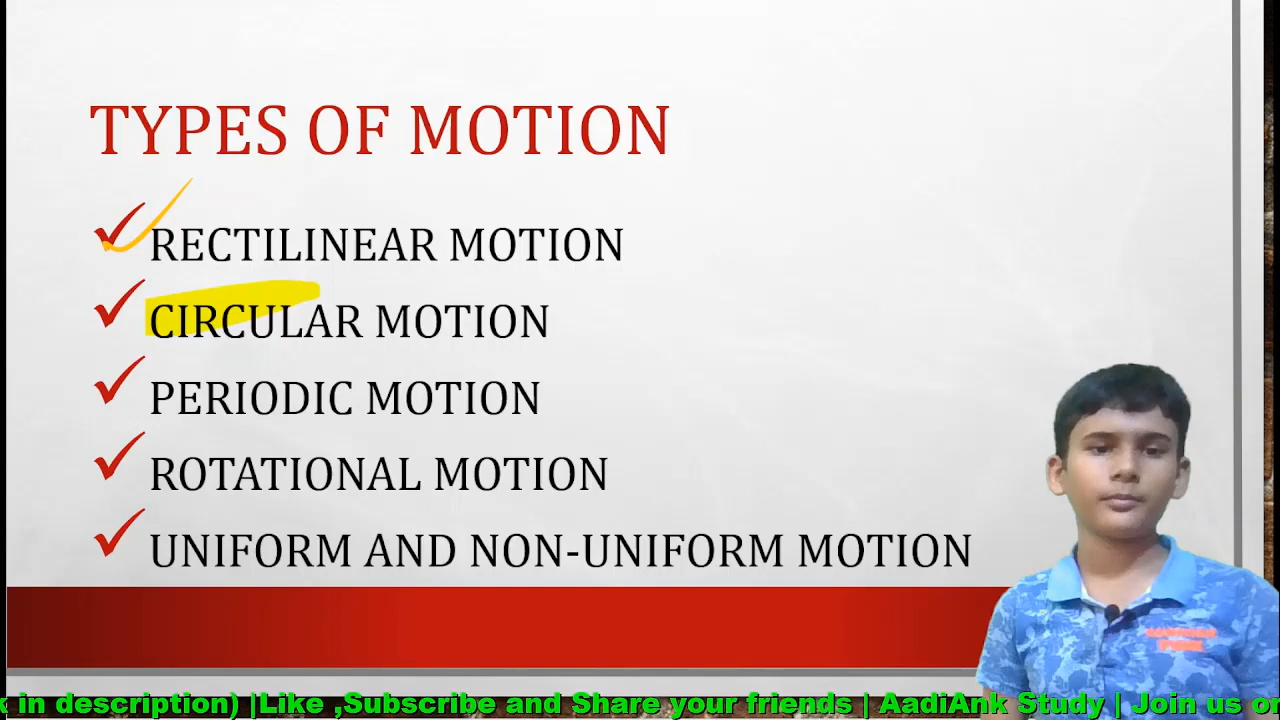 TYPES OF MOTION
RECTILINEAR MOTION
CIRCULAR MOTION
PERIODIC MOTION
ROTATIONAL MOTION
UNIFORM AND NON-UNIFORM MOTION
k in description) |Like ,Subscribe and Share your friends | AadiAnk Study | Join us o